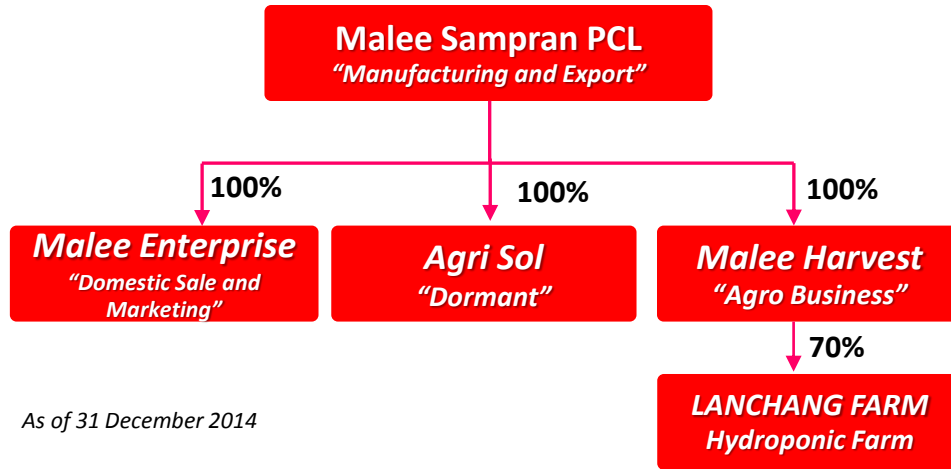 Malee Sampran PCL
“Manufacturing and Export”
100%
100%
100%
Malee Enterprise
“Domestic Sale and
Marketing”
Agri Sol
“Dormant”
Malee Harvest
“Agro Business”
70%
LANCHANG FARM
Hydroponic Farm
As of 31 December 2014